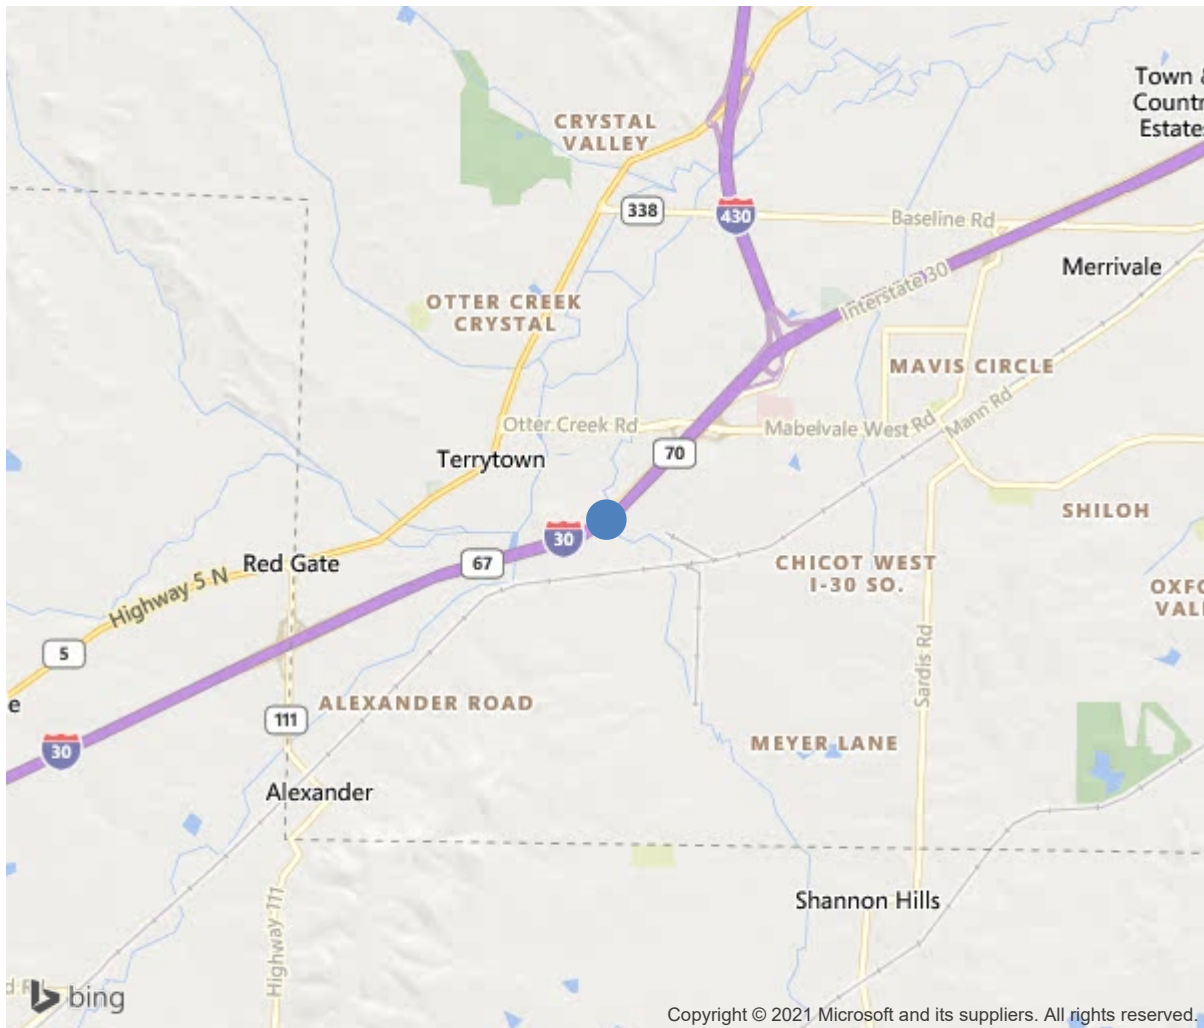 Town &
Countr
Estate
CRYSTAL
VALLEY
338
430
Baseline Rd
Merrivale
Interstate 30
OTTER CREEK
CRYSTAL
MAVIS CIRCLE
Otter Creek Rd
Mabelvale West Rd
Mann Rd
70
Terrytown
SHILOH
30
67
Red Gate
CHICOT WEST
I-30 SO.
Highway 5 N
OXFO
VALL
5
Sardis Rd
e
ALEXANDER ROAD
111
30
MEYER LANE
Alexander
Shannon Hills
Highway 111
d Rd
bing
Copyright © 2021 Microsoft and its suppliers. All rights reserved.